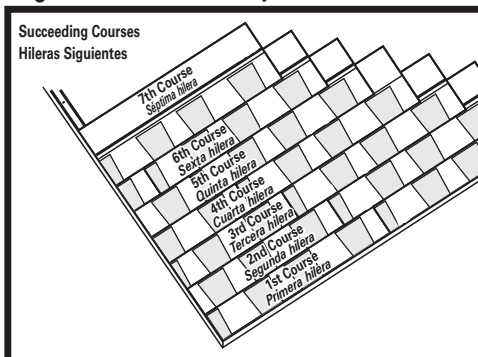 Succeeding Courses
Hileras Siguientes
7th Course
Séptima hilera
6th Course
Sexta hilera
5th Course
Quinta hilera
4th Course
Cuarta hilera
3rd Course
Tercera hilera
2nd Course
Segunda hilera
1st Course
Primera hilera